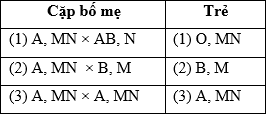 Cặp bố mẹ Trẻ
(1) A, MN × AB, N (1) O, MN
(2) A, MN × B, M (2) B, M
(3) A, MN × A, MN (3) A, MN